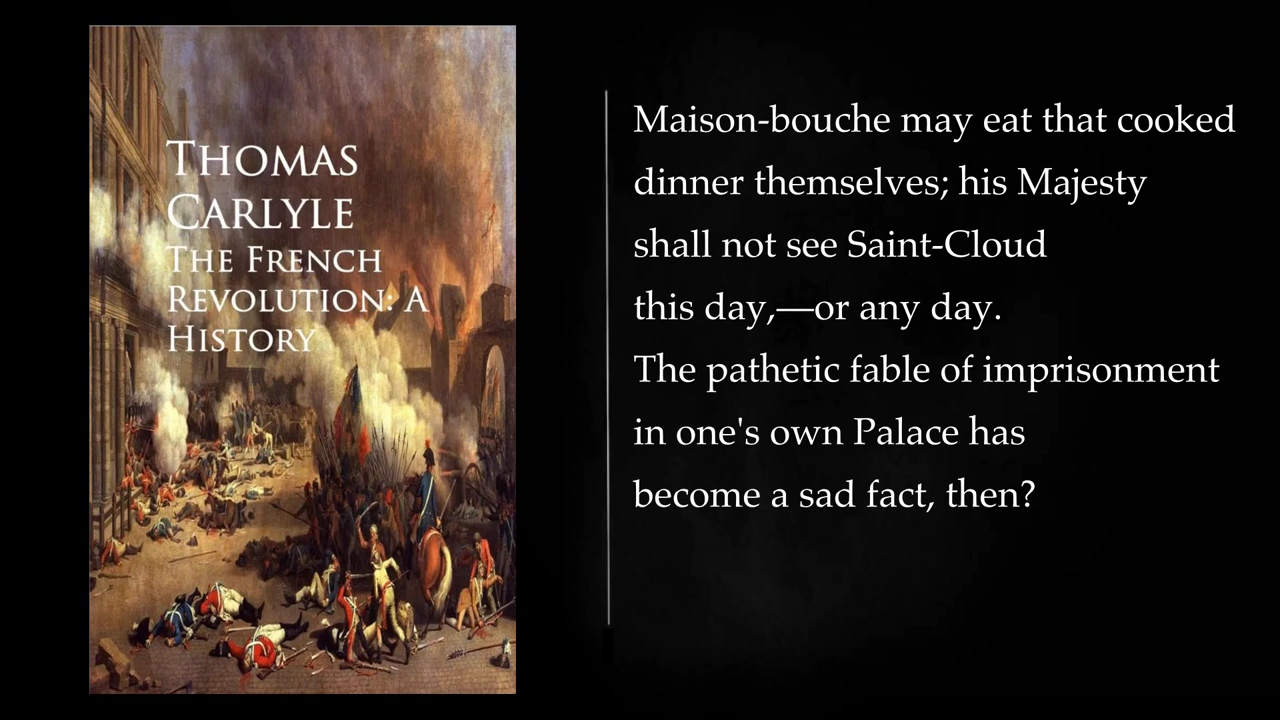 THOMAS
CARLYLE
THE FRENCH
REVOLUTION: A
HISTORY
Maison-bouche may eat that cooked
dinner themselves; his Majesty
shall not see Saint-Cloud
this day,—or any day.
The pathetic fable of imprisonment
in one's own Palace has
become a sad fact, then?